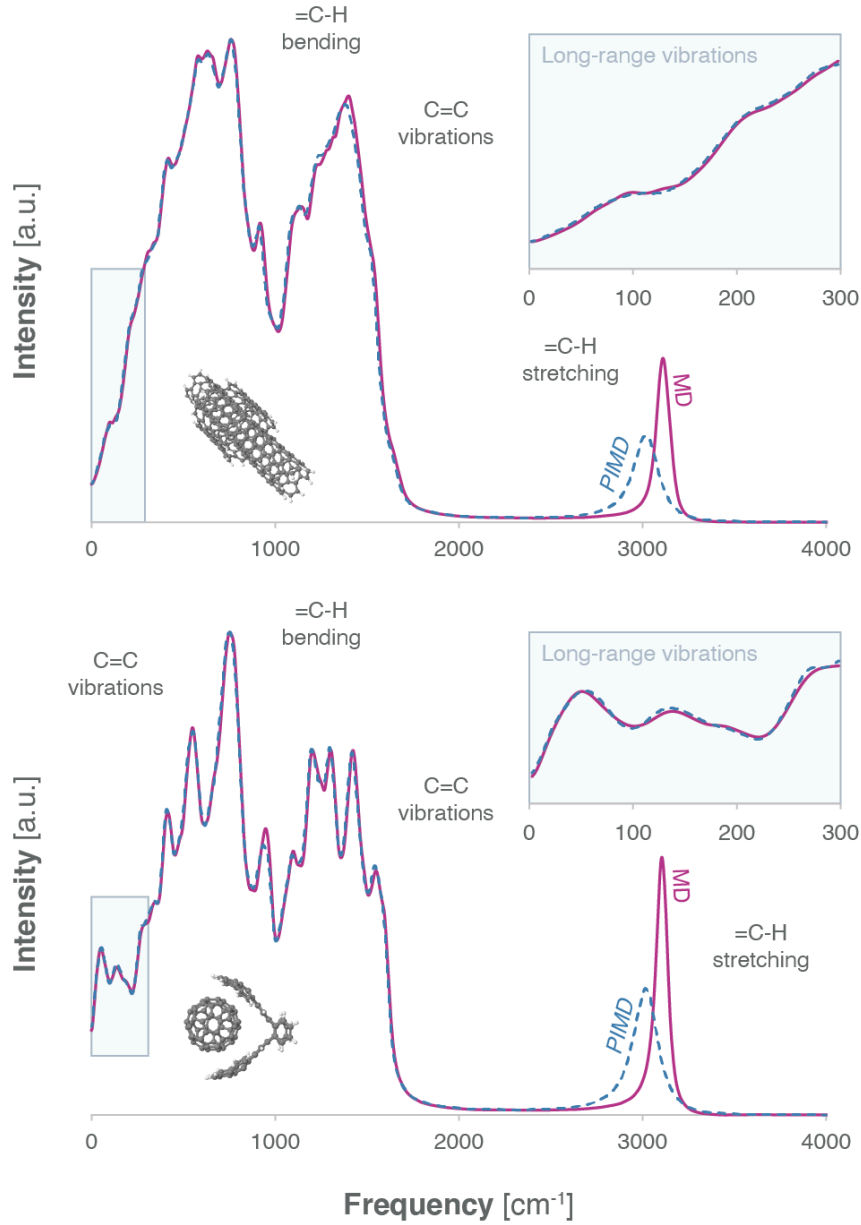 =C-H
bending
C=C
vibrations
Long-range vibrations
0
100
200
300
=C-H
stretching
MD
PIMD
Intensity [a.u.]
0
1000
2000
3000
4000
=C-H
bending
C=C
vibrations
C=C
vibrations
Long-range vibrations
0
100
200
300
MD
=C-H
stretching
PIMD
Intensity [a.u.]
0
1000
2000
3000
4000
Frequency [cm⁻¹]